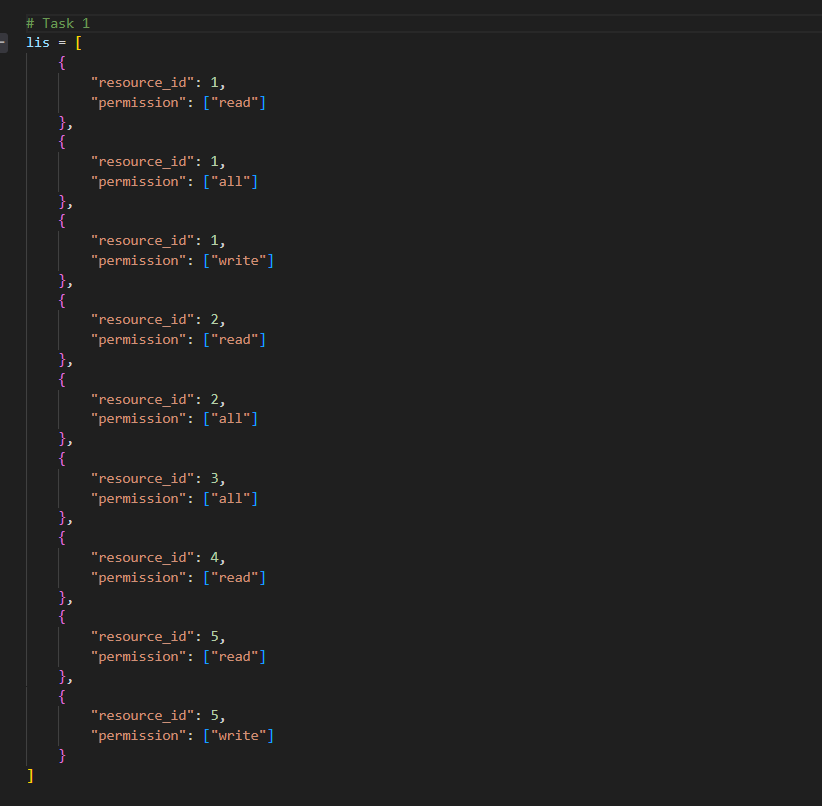 # Task 1
lis = [
    {
        "resource_id": 1,
        "permission": ["read"]
    },
    {
        "resource_id": 1,
        "permission": ["all"]
    },
    {
        "resource_id": 1,
        "permission": ["write"]
    },
    {
        "resource_id": 2,
        "permission": ["read"]
    },
    {
        "resource_id": 2,
        "permission": ["all"]
    },
    {
        "resource_id": 3,
        "permission": ["all"]
    },
    {
        "resource_id": 4,
        "permission": ["read"]
    },
    {
        "resource_id": 5,
        "permission": ["read"]
    },
    {
        "resource_id": 5,
        "permission": ["write"]
    }
]